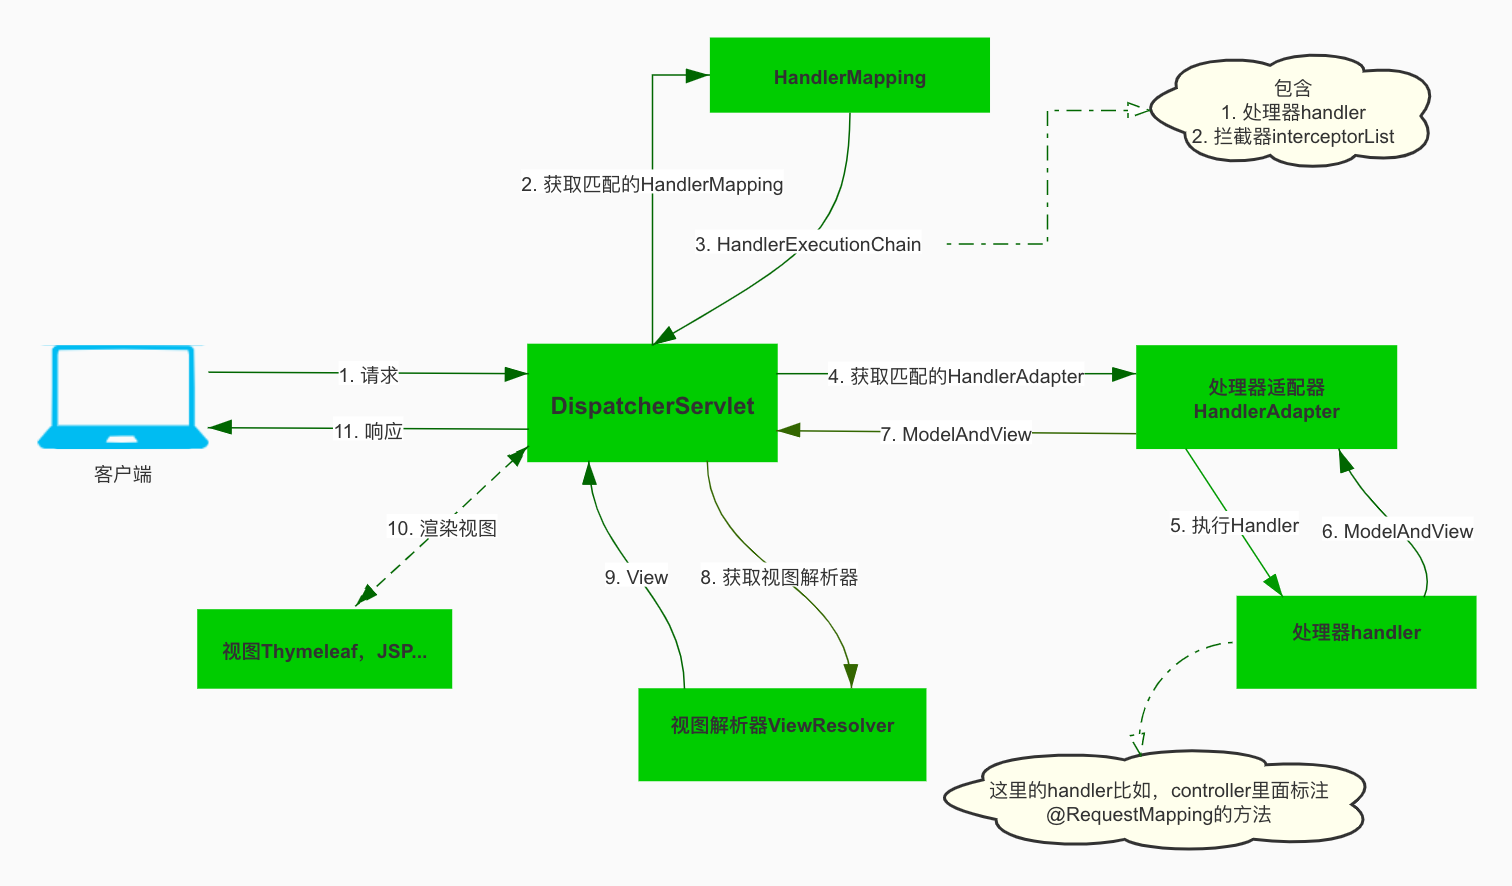 HandlerMapping
包含
1. 处理器handler
2. 拦截器interceptorList
2. 获取匹配的HandlerMapping
3. HandlerExecutionChain
1. 请求
DispatcherServlet
4. 获取匹配的HandlerAdapter
处理器适配器
HandlerAdapter
11. 响应
7. ModelAndView
客户端
10. 渲染视图
5. 执行Handler
6. ModelAndView
9. View
8. 获取视图解析器
视图Thymeleaf，JSP...
处理器handler
视图解析器ViewResolver
这里的handler比如，controller里面标注
@RequestMapping的方法